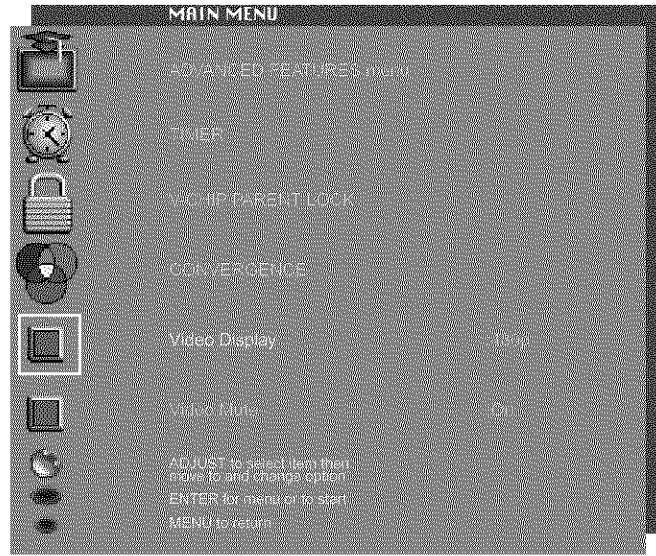 MAIN MENU
ADVANCED FEATURES menu
TIMER
V-CHIP PARENT LOCK
CONVERGENCE
Video Display 480p
Video Mute On
ADJUST to select item then
move to and change option
ENTER for menu or to start
MENU to return